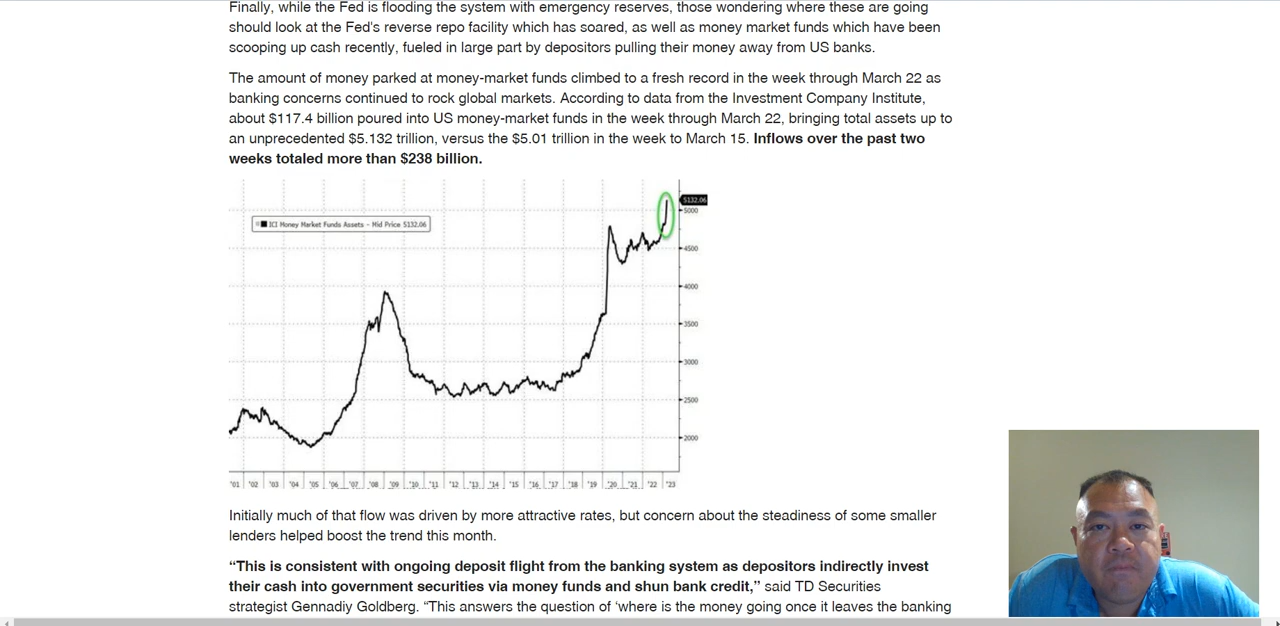 Finally, while the Fed is flooding the system with emergency reserves, those wondering where these are going
should look at the Fed's reverse repo facility which has soared, as well as money market funds which have been
scooping up cash recently, fueled in large part by depositors pulling their money away from US banks.
The amount of money parked at money-market funds climbed to a fresh record in the week through March 22 as
banking concerns continued to rock global markets. According to data from the Investment Company Institute,
about $117.4 billion poured into US money-market funds in the week through March 22, bringing total assets up to
an unprecedented $5.132 trillion, versus the $5.01 trillion in the week to March 15. Inflows over the past two
weeks totaled more than $238 billion.
5132.06
5000
ICI Money Market Funds Assets - Mid Price 5132.06
4500
4000
3500
3000
2500
2000
'01 '02 '03 '04 '05 '06 '07 '08 '09 '10 '11 '12 '13 '14 '15 '16 '17 '18 '19 '20 '21 '22 '23
Initially much of that flow was driven by more attractive rates, but concern about the steadiness of some smaller
lenders helped boost the trend this month.
“This is consistent with ongoing deposit flight from the banking system as depositors indirectly invest
their cash into government securities via money funds and shun bank credit,” said TD Securities
strategist Gennadiy Goldberg. “This answers the question of ‘where is the money going once it leaves the banking